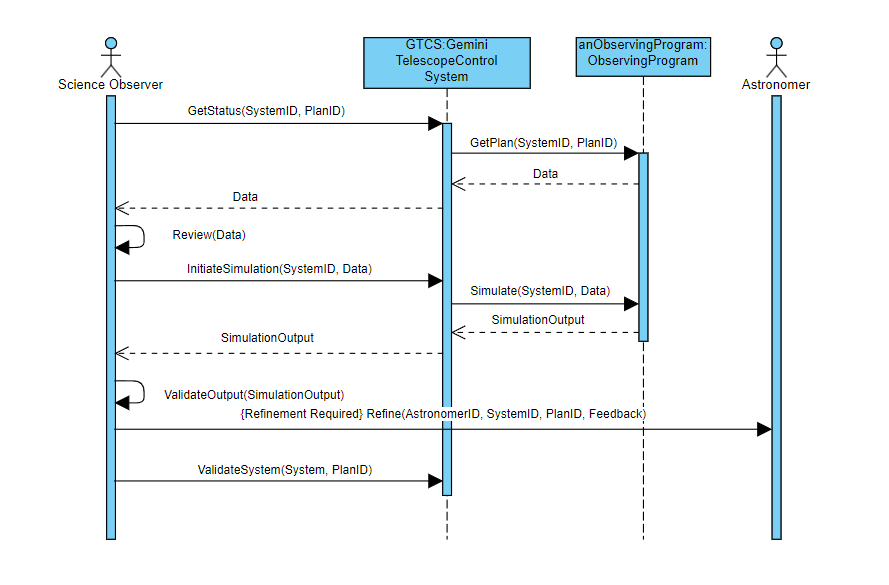 GTCS:Gemini
TelescopeControl
System
anObservingProgram:
ObservingProgram
Science Observer
Astronomer
GetStatus(SystemID, PlanID)
GetPlan(SystemID, PlanID)
Data
Data
Review(Data)
InitiateSimulation(SystemID, Data)
Simulate(SystemID, Data)
SimulationOutput
SimulationOutput
ValidateOutput(SimulationOutput)
{Refinement Required} Refine(AstronomerID, SystemID, PlanID, Feedback)
ValidateSystem(System, PlanID)